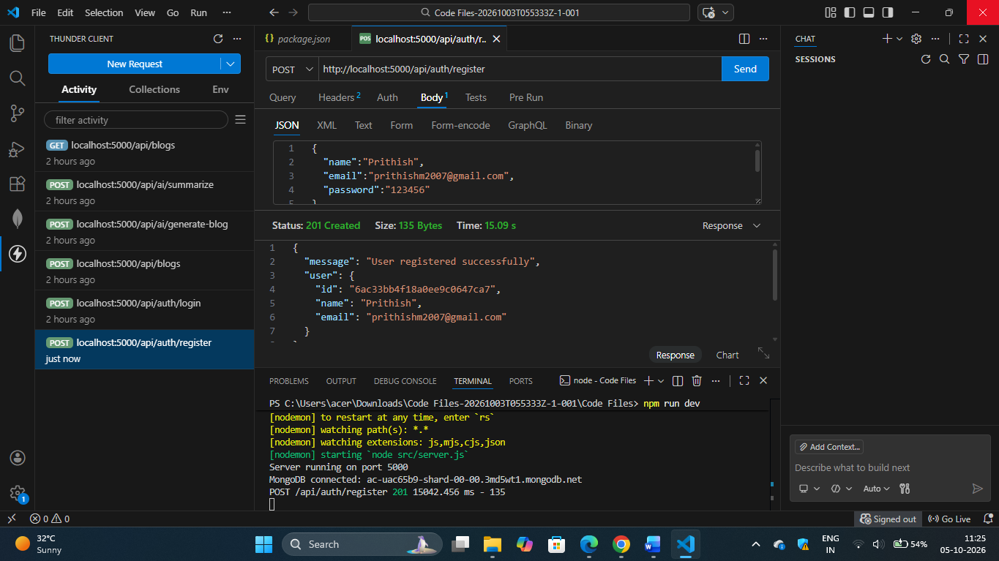 File Edit Selection View Go Run ···
Code Files-20261003T055333Z-1-001
THUNDER CLIENT
New Request
Activity Collections Env
filter activity
GET localhost:5000/api/blogs
2 hours ago
POST localhost:5000/api/ai/summarize
2 hours ago
POST localhost:5000/api/ai/generate-blog
2 hours ago
POST localhost:5000/api/blogs
2 hours ago
POST localhost:5000/api/auth/login
2 hours ago
POST localhost:5000/api/auth/register
just now
{} package.json
POS localhost:5000/api/auth/r..
POST http://localhost:5000/api/auth/register Send
Query Headers 2 Auth Body 1 Tests Pre Run
JSON XML Text Form Form-encode GraphQL Binary
1 {
2 "name":"Prithish",
3 "email":"prithishm2007@gmail.com",
4 "password":"123456"
5 }
Status: 201 Created Size: 135 Bytes Time: 15.09 s Response
1 {
2 "message": "User registered successfully",
3 "user": {
4 "id": "6ac33bb4f18a0ee9c0647ca7",
5 "name": "Prithish",
6 "email": "prithishm2007@gmail.com"
7 }
Response Chart
PROBLEMS OUTPUT DEBUG CONSOLE TERMINAL PORTS node - Code Files
PS C:\Users\acer\Downloads\Code Files-20261003T055333Z-1-001\Code Files> npm run dev
[nodemon] to restart at any time, enter `rs`
[nodemon] watching path(s): *.*
[nodemon] watching extensions: js,mjs,cjs,json
[nodemon] starting `node src/server.js`
Server running on port 5000
MongoDB connected: ac-uac65b9-shard-00-00.3md5wt1.mongodb.net
POST /api/auth/register 201 15042.456 ms - 135
CHAT
SESSIONS
Add Context...
Describe what to build next
Auto
1
0 0
Signed out Go Live
32°C
Sunny
Search
ENG
IN
54%
11:25
05-10-2026